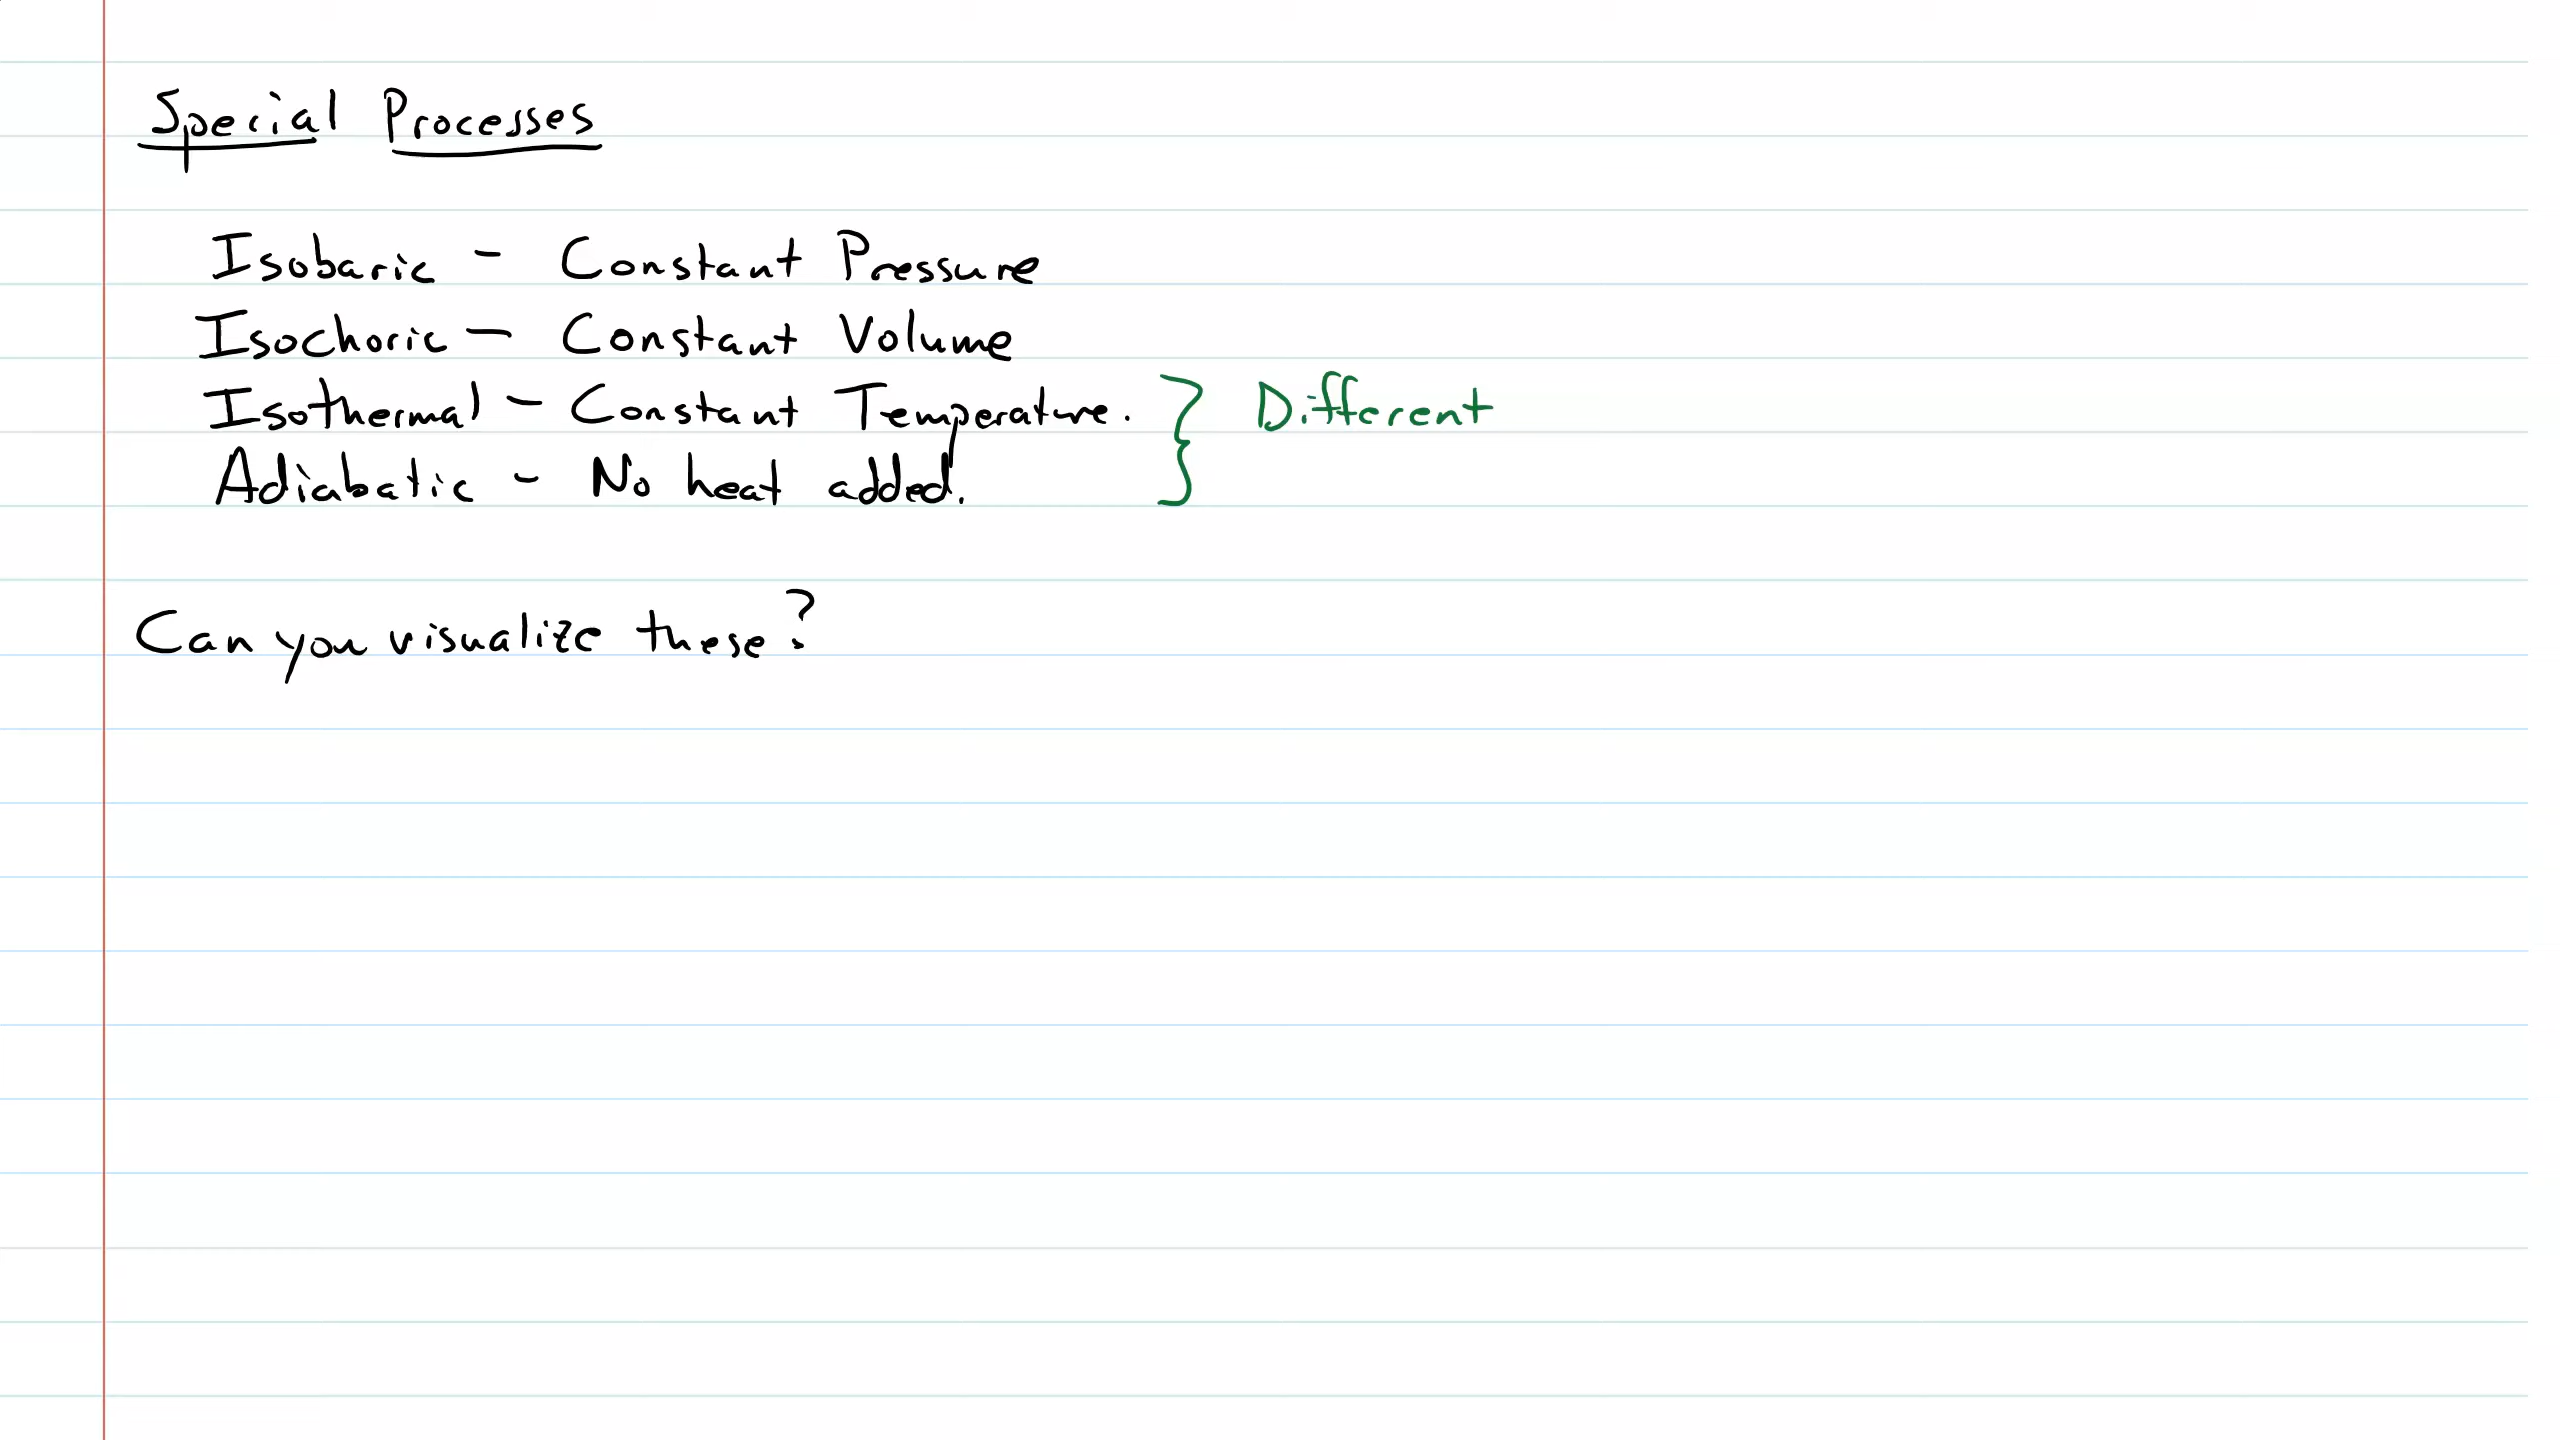 Special Processes
Isobaric - Constant Pressure
Isochoric - Constant Volume
Isothermal - Constant Temperature. } Different
Adiabatic - No heat added.
Can you visualize these?